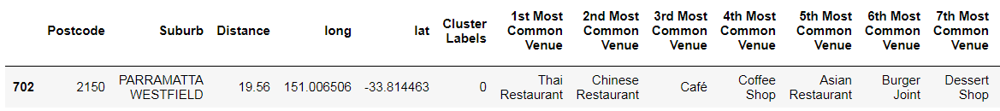 Postcode Suburb Distance long lat Cluster Labels 1st Most Common Venue 2nd Most Common Venue 3rd Most Common Venue 4th Most Common Venue 5th Most Common Venue 6th Most Common Venue 7th Most Common Venue
702 2150 PARRAMATTA WESTFIELD 19.56 151.006506 -33.814463 0 Thai Restaurant Chinese Restaurant Café Coffee Shop Asian Restaurant Burger Joint Dessert Shop